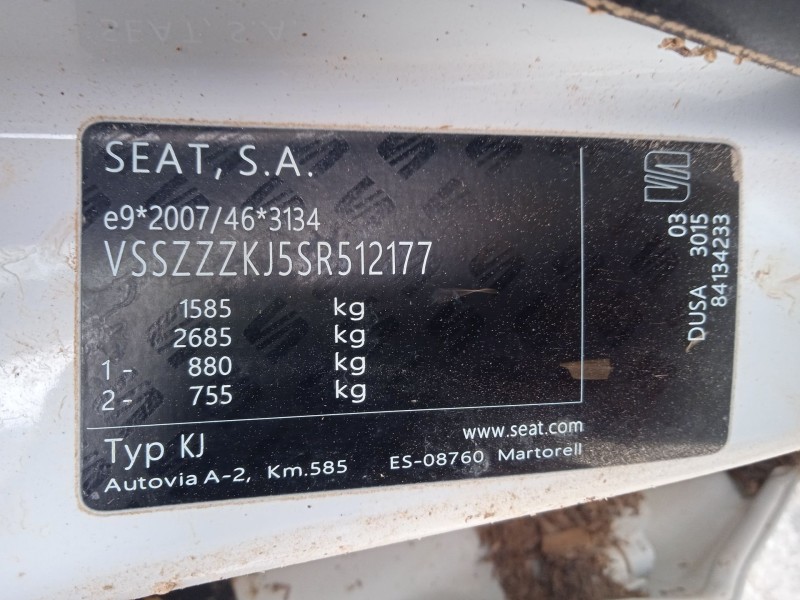 SEAT, S.A.
e9*2007/46*3134
VSSZZZKJ5SR512177
1585 kg
2685 kg
1- 880 kg
2- 755 kg
Typ KJ
www.seat.com
Autovia A-2, Km.585 ES-08760 Martorell
03
DUSA 3015
84134233